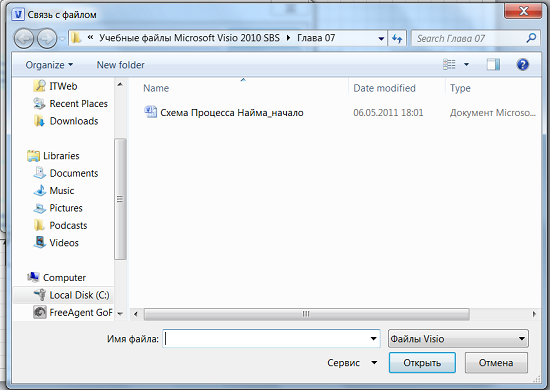 Связь с файлом
« Учебные файлы Microsoft Visio 2010 SBS Глава 07
Search Глава 07
Organize New folder
Name Date modified Type
ITWeb
Recent Places
Downloads
Схема Процесса Найма_начало 06.05.2011 18:01 Документ Microso...
Libraries
Documents
Music
Pictures
Podcasts
Videos
Computer
Local Disk (C:)
FreeAgent GoF
Имя файла: Файлы Visio
Сервис Открыть Отмена